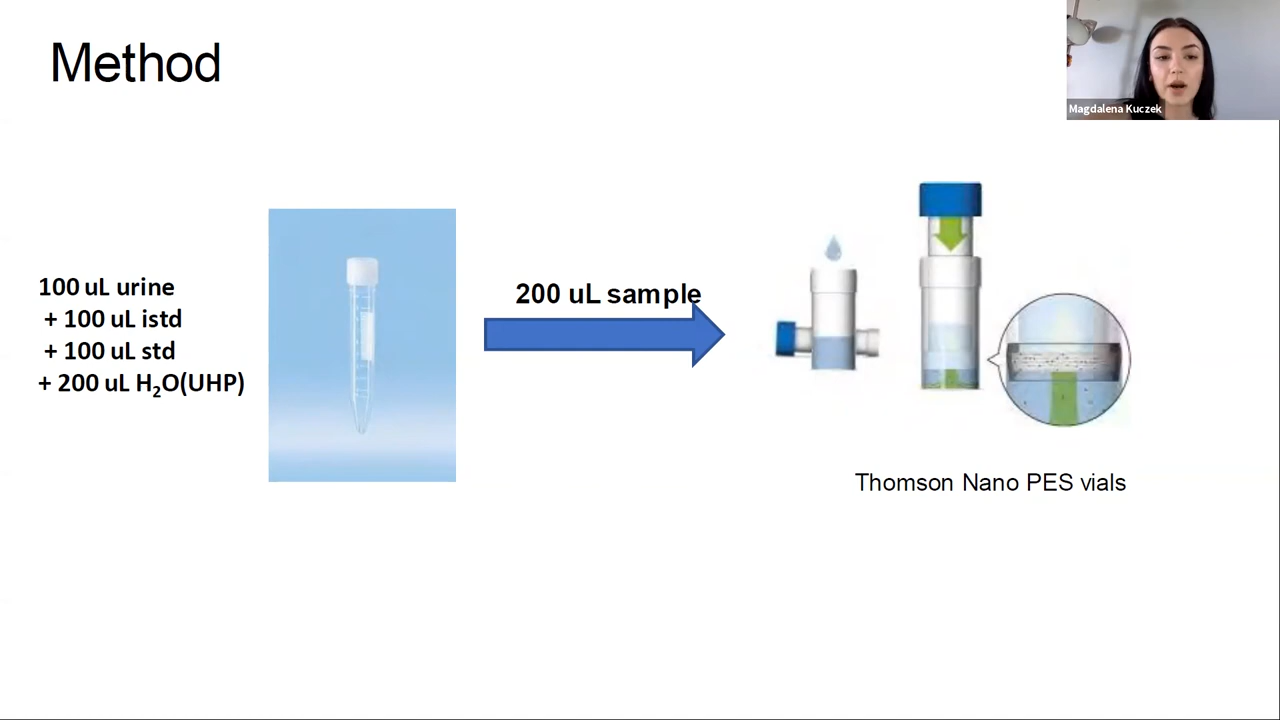 Method
Magdalena Kuczek
100 uL urine
+ 100 uL istd
+ 100 uL std
+ 200 uL H₂O(UHP)
200 uL sample
Thomson Nano PES vials